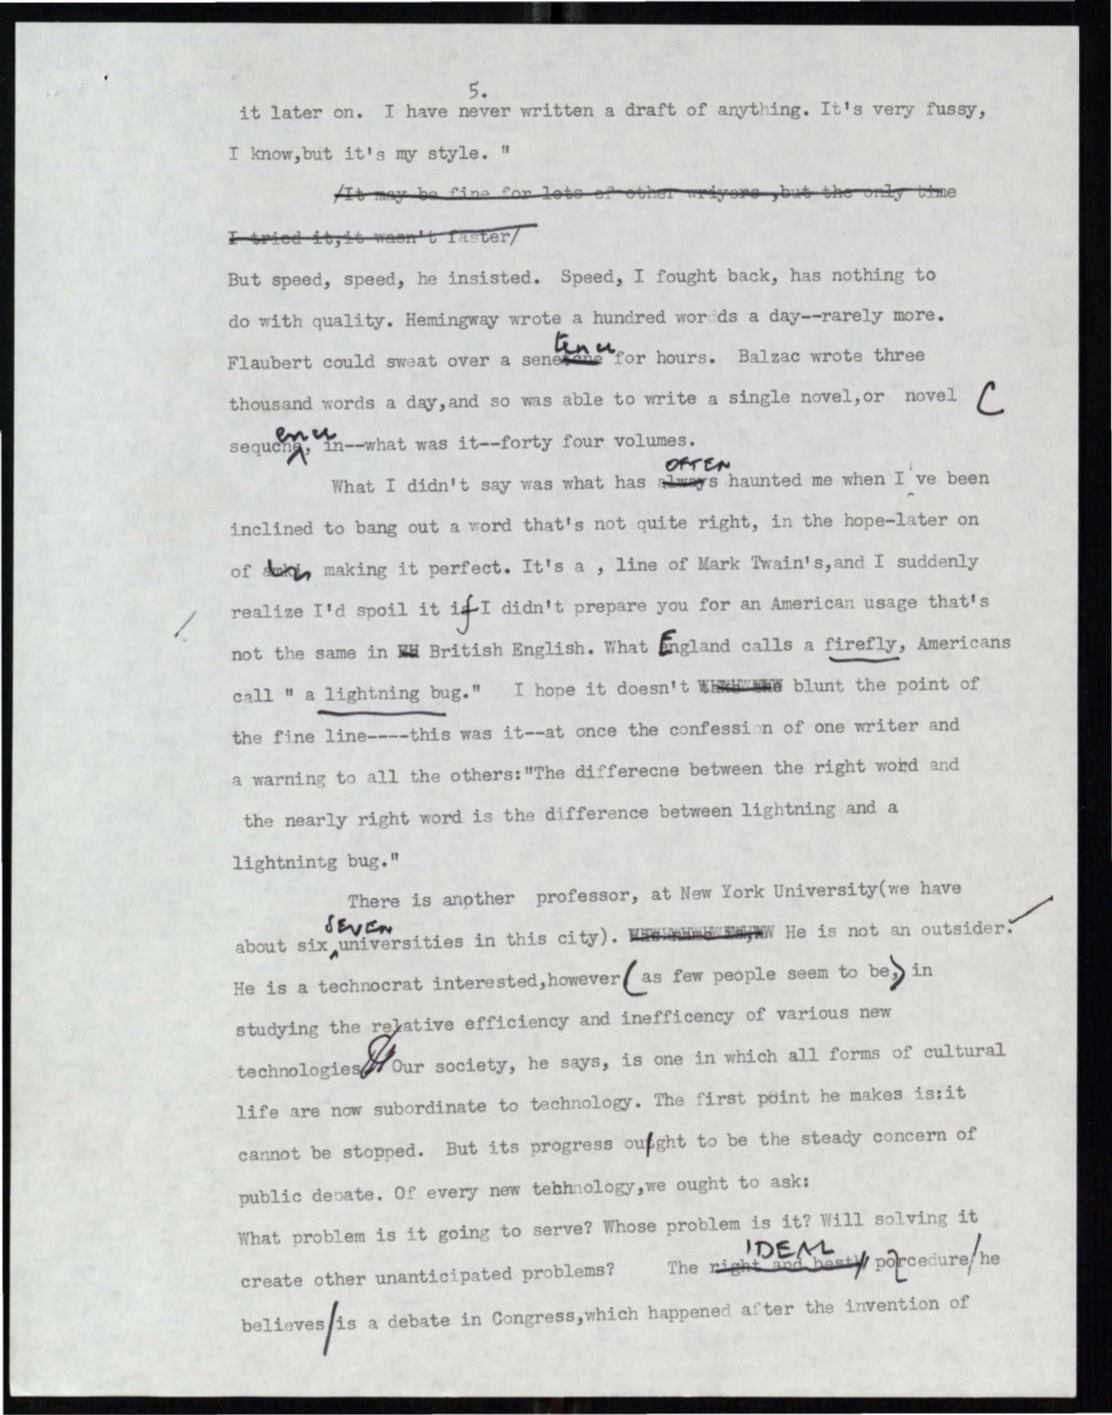 5.
it later on. I have never written a draft of anything. It's very fussy,
I know,but it's my style. "
/It may be fine for lots of other wriyers ,but the only time
I tried it,it wasn't faster/
But speed, speed, he insisted. Speed, I fought back, has nothing to
do with quality. Hemingway wrote a hundred words a day--rarely more.
tence
Flaubert could sweat over a sene for hours. Balzac wrote three
thousand words a day,and so was able to write a single novel,or novel
ence
sequcne, in--what was it--forty four volumes.
OFTEN
What I didn't say was what has always haunted me when I've been
inclined to bang out a word that's not quite right, in the hope-later on
of making it perfect. It's a , line of Mark Twain's,and I suddenly
realize I'd spoil it if I didn't prepare you for an American usage that's
not the same in British English. What England calls a firefly, Americans
call " a lightning bug." I hope it doesn't blunt the point of
the fine line----this was it--at once the confession of one writer and
a warning to all the others:"The differecne between the right word and
the nearly right word is the difference between lightning and a
lightnintg bug."
There is another professor, at New York University(we have
SEVEN
about six universities in this city). He is not an outsider.
He is a technocrat interested,however(as few people seem to be,) in
studying the relative efficiency and inefficency of various new
technologies Our society, he says, is one in which all forms of cultural
life are now subordinate to technology. The first point he makes is:it
cannot be stopped. But its progress ought to be the steady concern of
public debate. Of every new tehhnology,we ought to ask:
What problem is it going to serve? Whose problem is it? Will solving it
IDEAL
create other unanticipated problems? The right and best porcedure/he
believes/is a debate in Congress,which happened after the invention of